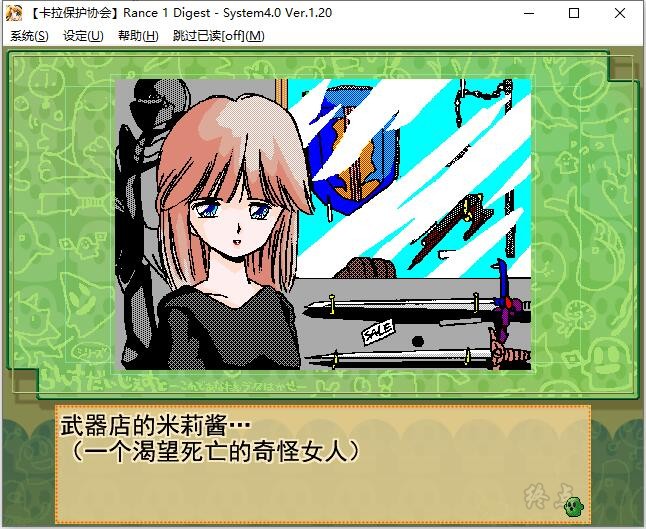 【卡拉保护协会】Rance 1 Digest - System4.0 Ver.1.20
系统(S) 设定(U) 帮助(H) 跳过已读[off](M)
SALE
武器店的米莉酱…
（一个渴望死亡的奇怪女人）